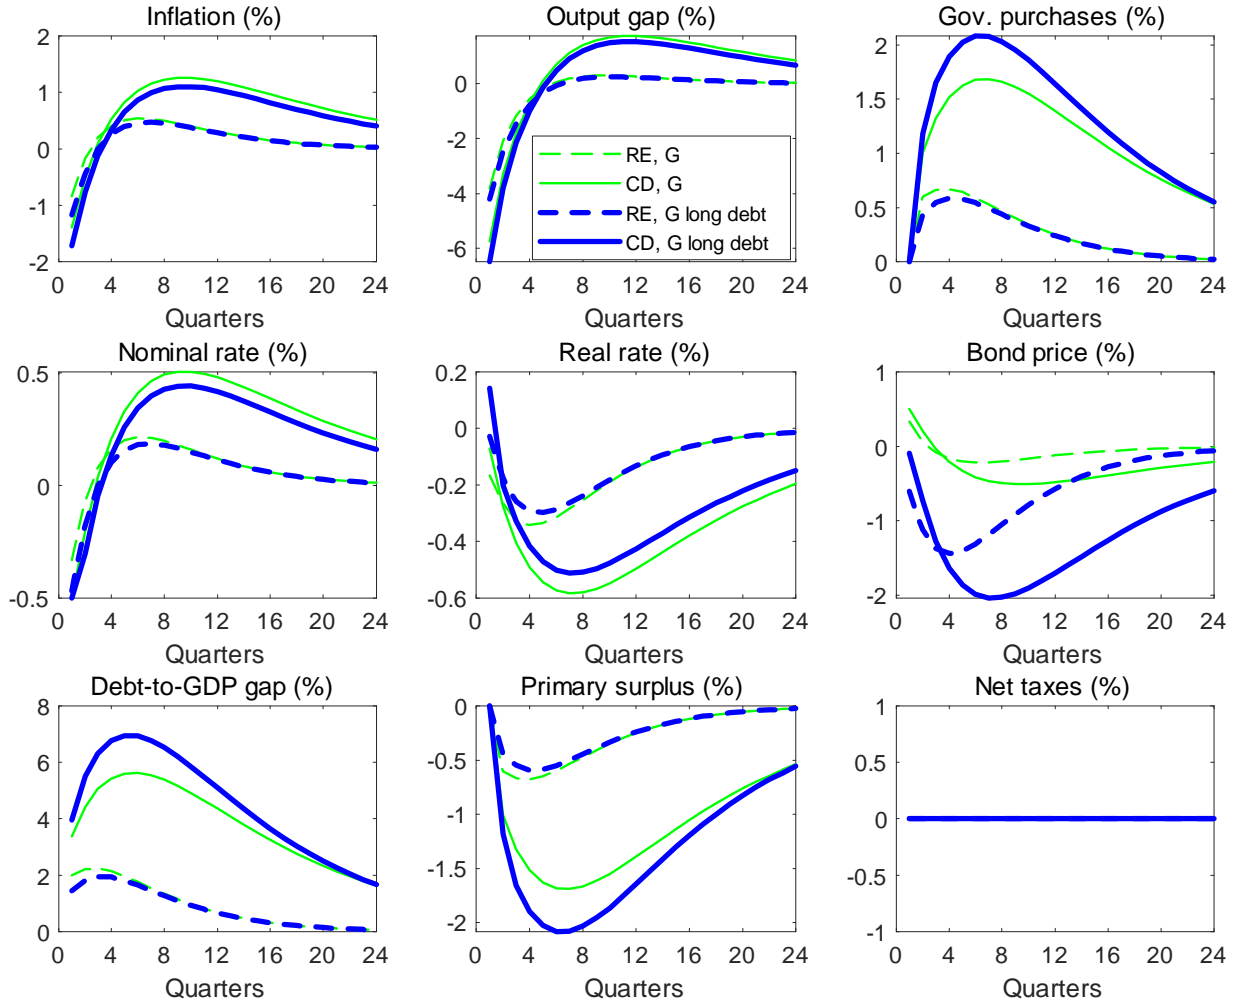 Inflation (%)
2
1
0
-1
-2
0 4 8 12 16 20 24
Quarters
Output gap (%)
0
-2
-4
-6
0 4 8 12 16 20 24
Quarters
RE, G
CD, G
RE, G long debt
CD, G long debt
Gov. purchases (%)
2
1.5
1
0.5
0
0 4 8 12 16 20 24
Quarters
Nominal rate (%)
0.5
0
-0.5
0 4 8 12 16 20 24
Quarters
Real rate (%)
0.2
0
-0.2
-0.4
-0.6
0 4 8 12 16 20 24
Quarters
Bond price (%)
1
0
-1
-2
0 4 8 12 16 20 24
Quarters
Debt-to-GDP gap (%)
8
6
4
2
0
0 4 8 12 16 20 24
Quarters
Primary surplus (%)
0
-0.5
-1
-1.5
-2
0 4 8 12 16 20 24
Quarters
Net taxes (%)
1
0.5
0
-0.5
-1
0 4 8 12 16 20 24
Quarters